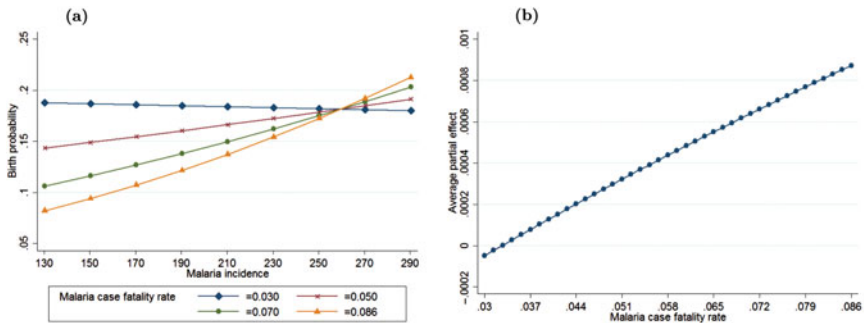 (a)
.25
.2
.15
.1
.05
Birth probability
130 150 170 190 210 230 250 270 290
Malaria incidence
Malaria case fatality rate
=0.030 =0.050
=0.070 =0.086
(b)
.001
.0008
.0006
.0004
.0002
0
-.0002
Average partial effect
.03 .037 .044 .051 .058 .065 .072 .079 .086
Malaria case fatality rate